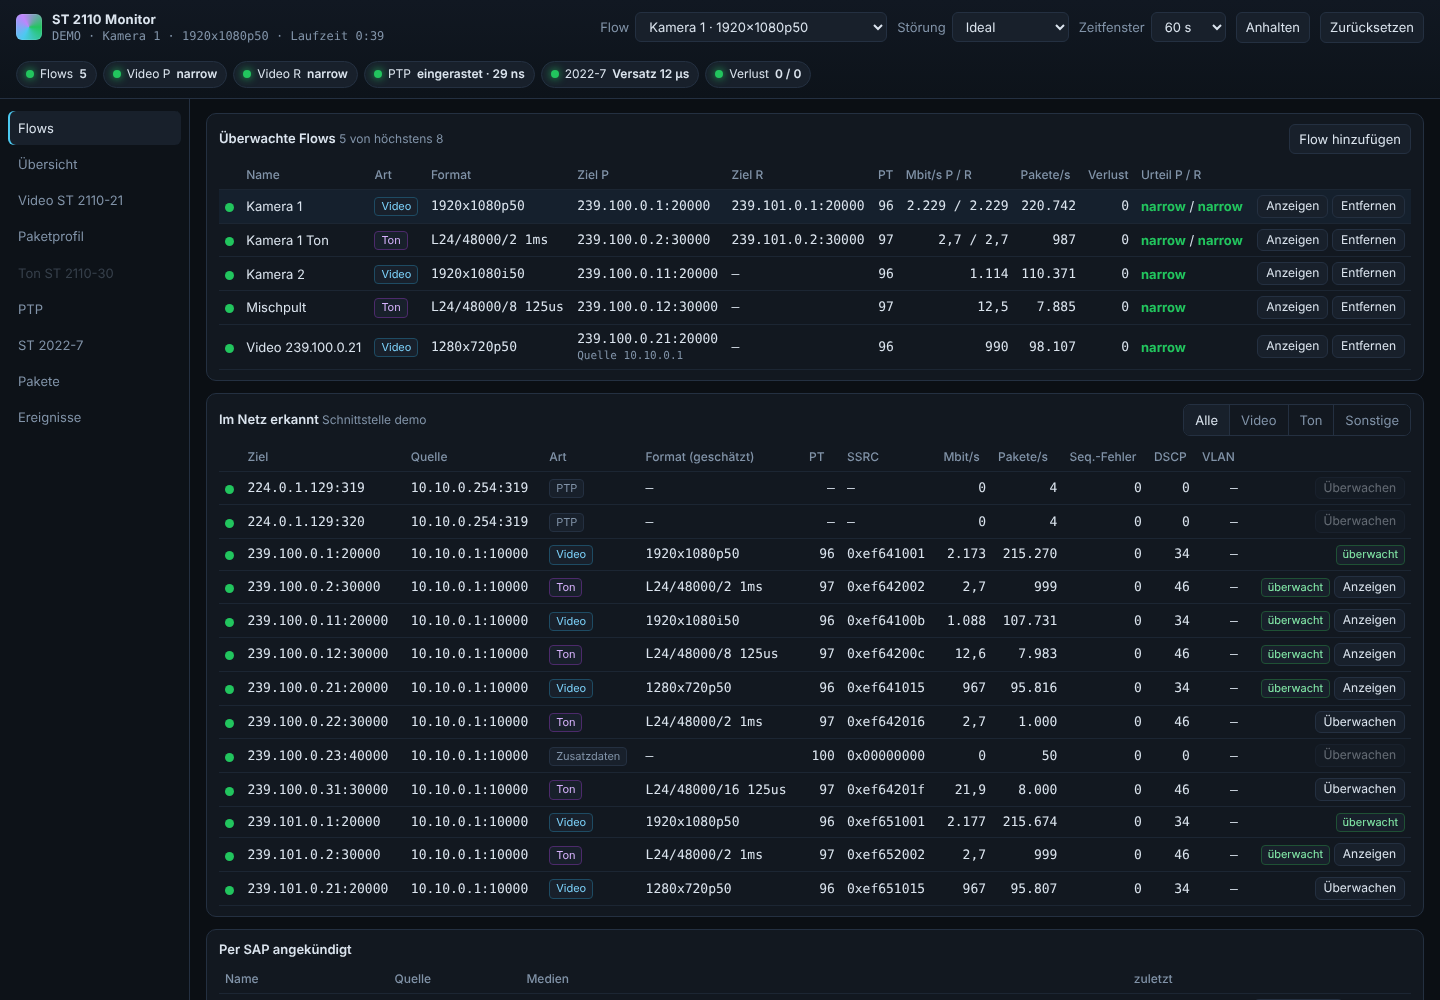 ST 2110 Monitor
DEMO · Kamera 1 · 1920x1080p50 · Laufzeit 0:39
Flow Kamera 1 · 1920×1080p50 Störung Ideal Zeitfenster 60 s Anhalten Zurücksetzen
Flows 5 Video P narrow Video R narrow PTP eingerastet · 29 ns 2022-7 Versatz 12 µs Verlust 0 / 0
Flows
Übersicht
Video ST 2110-21
Paketprofil
Ton ST 2110-30
PTP
ST 2022-7
Pakete
Ereignisse
Überwachte Flows 5 von höchstens 8 Flow hinzufügen
Name Art Format Ziel P Ziel R PT Mbit/s P / R Pakete/s Verlust Urteil P / R
Kamera 1 Video 1920x1080p50 239.100.0.1:20000 239.101.0.1:20000 96 2.229 / 2.229 220.742 0 narrow / narrow Anzeigen Entfernen
Kamera 1 Ton Ton L24/48000/2 1ms 239.100.0.2:30000 239.101.0.2:30000 97 2,7 / 2,7 987 0 narrow / narrow Anzeigen Entfernen
Kamera 2 Video 1920x1080i50 239.100.0.11:20000 – 96 1.114 110.371 0 narrow Anzeigen Entfernen
Mischpult Ton L24/48000/8 125us 239.100.0.12:30000 – 97 12,5 7.885 0 narrow Anzeigen Entfernen
Video 239.100.0.21 Video 1280x720p50 239.100.0.21:20000 – 96 990 98.107 0 narrow Anzeigen Entfernen
Quelle 10.10.0.1
Im Netz erkannt Schnittstelle demo Alle Video Ton Sonstige
Ziel Quelle Art Format (geschätzt) PT SSRC Mbit/s Pakete/s Seq.-Fehler DSCP VLAN
224.0.1.129:319 10.10.0.254:319 PTP – – – 0 4 0 0 – Überwachen
224.0.1.129:320 10.10.0.254:319 PTP – – – 0 4 0 0 – Überwachen
239.100.0.1:20000 10.10.0.1:10000 Video 1920x1080p50 96 0xef641001 2.173 215.270 0 34 – überwacht
239.100.0.2:30000 10.10.0.1:10000 Ton L24/48000/2 1ms 97 0xef642002 2,7 999 0 46 – überwacht Anzeigen
239.100.0.11:20000 10.10.0.1:10000 Video 1920x1080i50 96 0xef64100b 1.088 107.731 0 34 – überwacht Anzeigen
239.100.0.12:30000 10.10.0.1:10000 Ton L24/48000/8 125us 97 0xef64200c 12,6 7.983 0 46 – überwacht Anzeigen
239.100.0.21:20000 10.10.0.1:10000 Video 1280x720p50 96 0xef641015 967 95.816 0 34 – überwacht Anzeigen
239.100.0.22:30000 10.10.0.1:10000 Ton L24/48000/2 1ms 97 0xef642016 2,7 1.000 0 46 – Überwachen
239.100.0.23:40000 10.10.0.1:10000 Zusatzdaten – 100 0x00000000 0 50 0 0 – Überwachen
239.100.0.31:30000 10.10.0.1:10000 Ton L24/48000/16 125us 97 0xef64201f 21,9 8.000 0 46 – Überwachen
239.101.0.1:20000 10.10.0.1:10000 Video 1920x1080p50 96 0xef651001 2.177 215.674 0 34 – überwacht
239.101.0.2:30000 10.10.0.1:10000 Ton L24/48000/2 1ms 97 0xef652002 2,7 999 0 46 – überwacht Anzeigen
239.101.0.21:20000 10.10.0.1:10000 Video 1280x720p50 96 0xef651015 967 95.807 0 34 – Überwachen
Per SAP angekündigt
Name Quelle Medien zuletzt